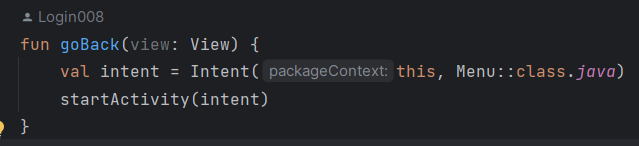 Login008
fun goBack(view: View) {
    val intent = Intent( packageContext: this, Menu::class.java)
    startActivity(intent)
}